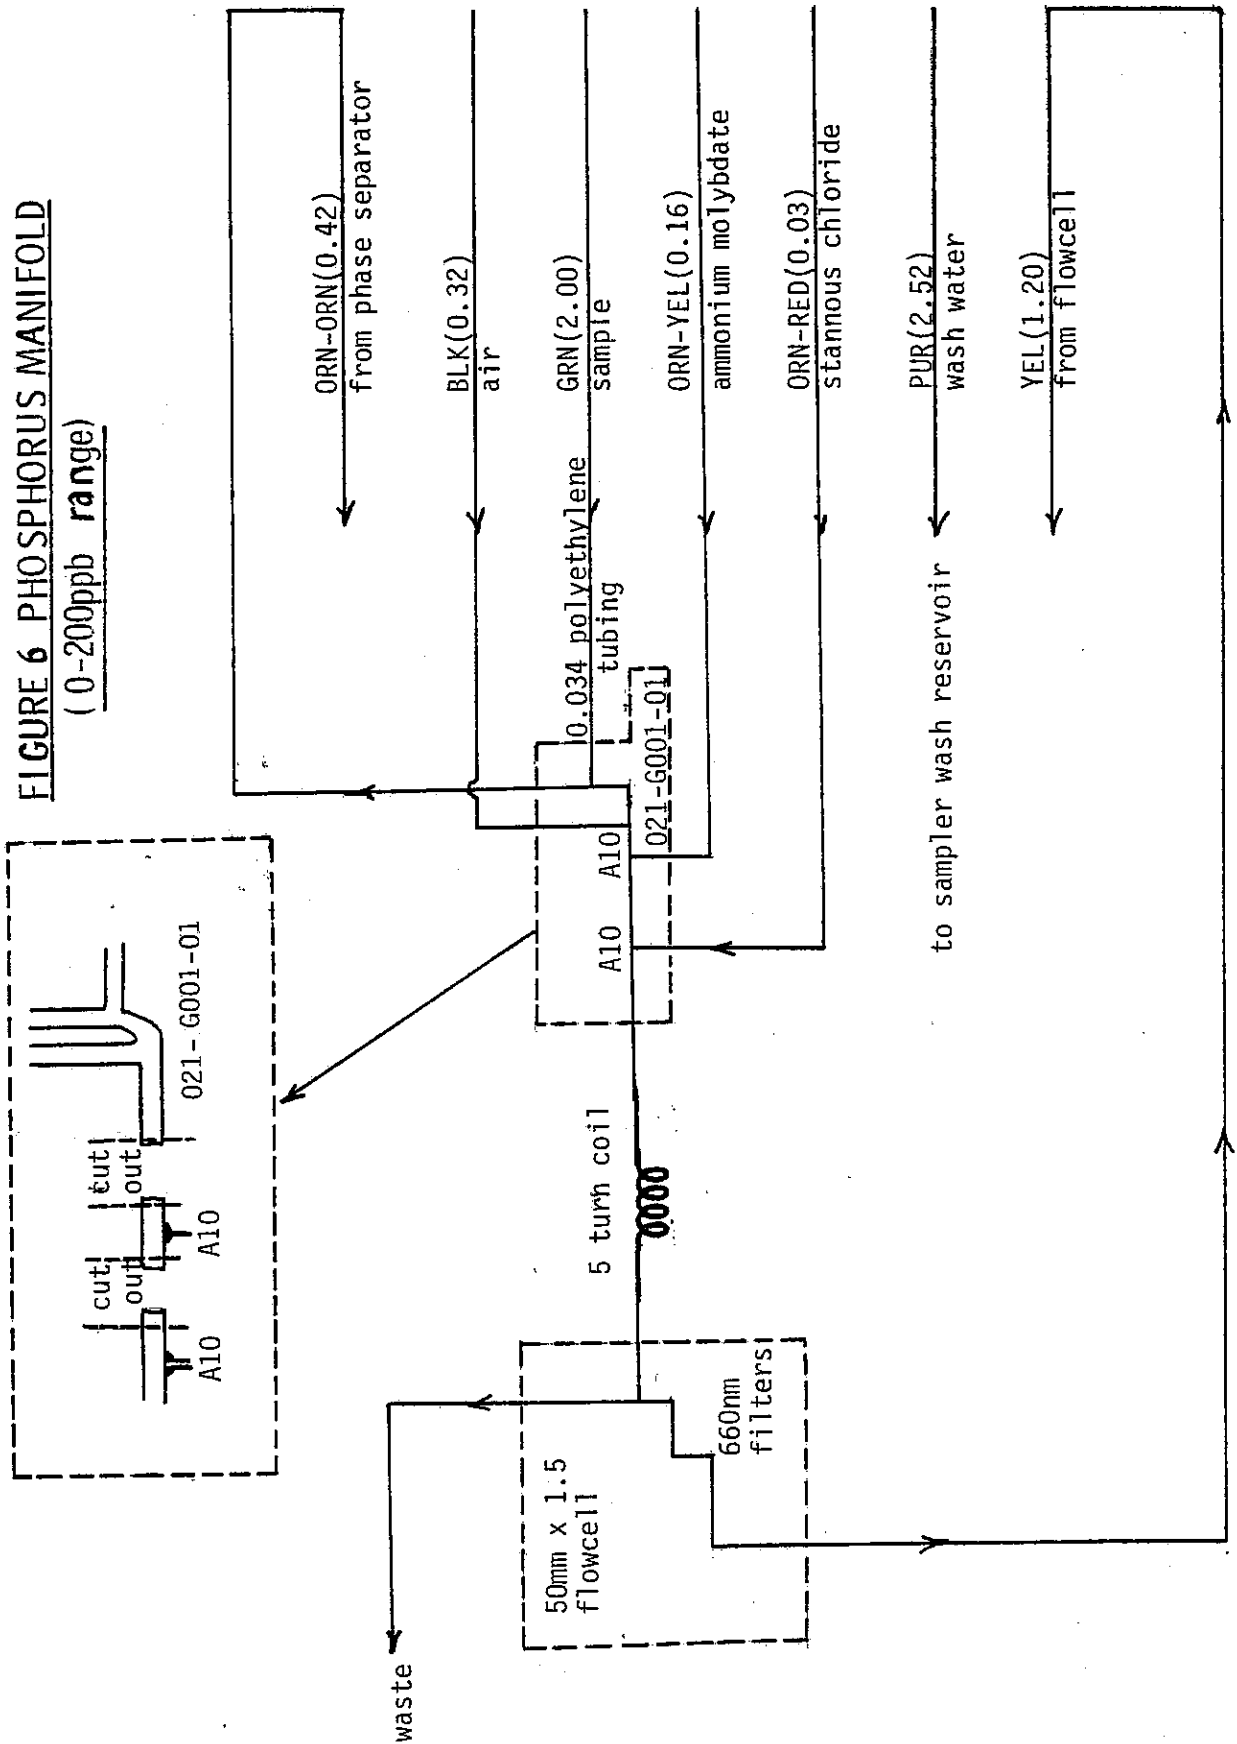 FIGURE 6 PHOSPHORUS MANIFOLD
(0-200ppb range)
ORN-ORN(0.42)
from phase separator
BLK(0.32)
air
GRN(2.00)
sample
ORN-YEL(0.16)
ammonium molybdate
ORN-RED(0.03)
stannous chloride
PUR(2.52)
wash water
YEL(1.20)
from flowcell
0.034 polyethylene
tubing
021-G001-01
A10
A10
to sampler wash reservoir
cut
out
cut
out
A10
A10
021-G001-01
5 turn coil
50mm x 1.5
flowcell
660nm
filters
waste